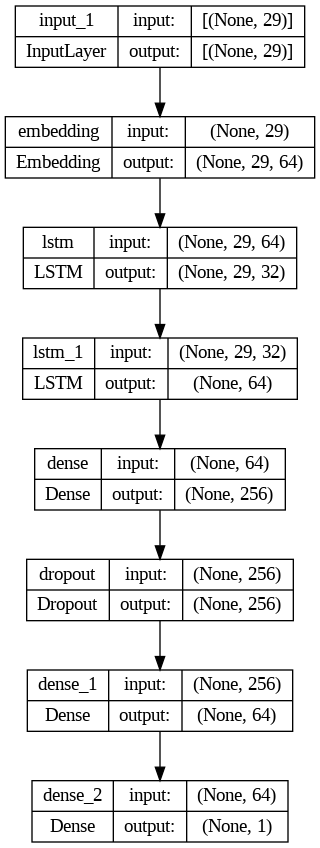 input_1 input: [(None, 29)]
InputLayer output: [(None, 29)]
embedding input: (None, 29)
Embedding output: (None, 29, 64)
lstm input: (None, 29, 64)
LSTM output: (None, 29, 32)
lstm_1 input: (None, 29, 32)
LSTM output: (None, 64)
dense input: (None, 64)
Dense output: (None, 256)
dropout input: (None, 256)
Dropout output: (None, 256)
dense_1 input: (None, 256)
Dense output: (None, 64)
dense_2 input: (None, 64)
Dense output: (None, 1)